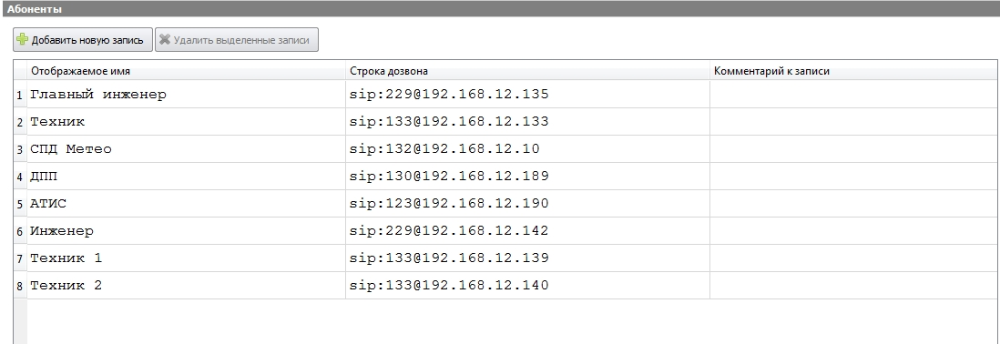 Абоненты
Добавить новую запись Удалить выделенные записи
Отображаемое имя Строка дозвона Комментарий к записи
1 Главный инженер sip:229@192.168.12.135
2 Техник sip:133@192.168.12.133
3 СПД Метео sip:132@192.168.12.10
4 ДПП sip:130@192.168.12.189
5 АТИС sip:123@192.168.12.190
6 Инженер sip:229@192.168.12.142
7 Техник 1 sip:133@192.168.12.139
8 Техник 2 sip:133@192.168.12.140